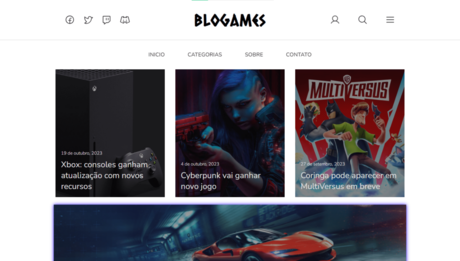 BLOGAMES
INICIO CATEGORIAS SOBRE CONTATO
19 de outubro, 2023
Xbox: consoles ganham
atualização com novos
recursos
4 de outubro, 2023
Cyberpunk vai ganhar
novo jogo
MULTIVERSUS
27 de setembro, 2023
Coringa pode aparecer em
MultiVersus em breve